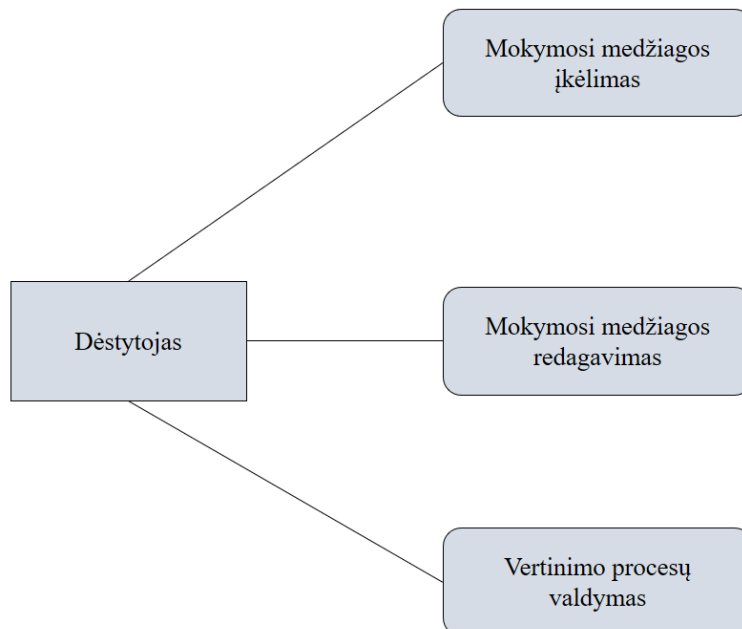 Mokymosi medžiagos
įkėlimas
Dėstytojas
Mokymosi medžiagos
redagavimas
Vertinimo procesų
valdymas